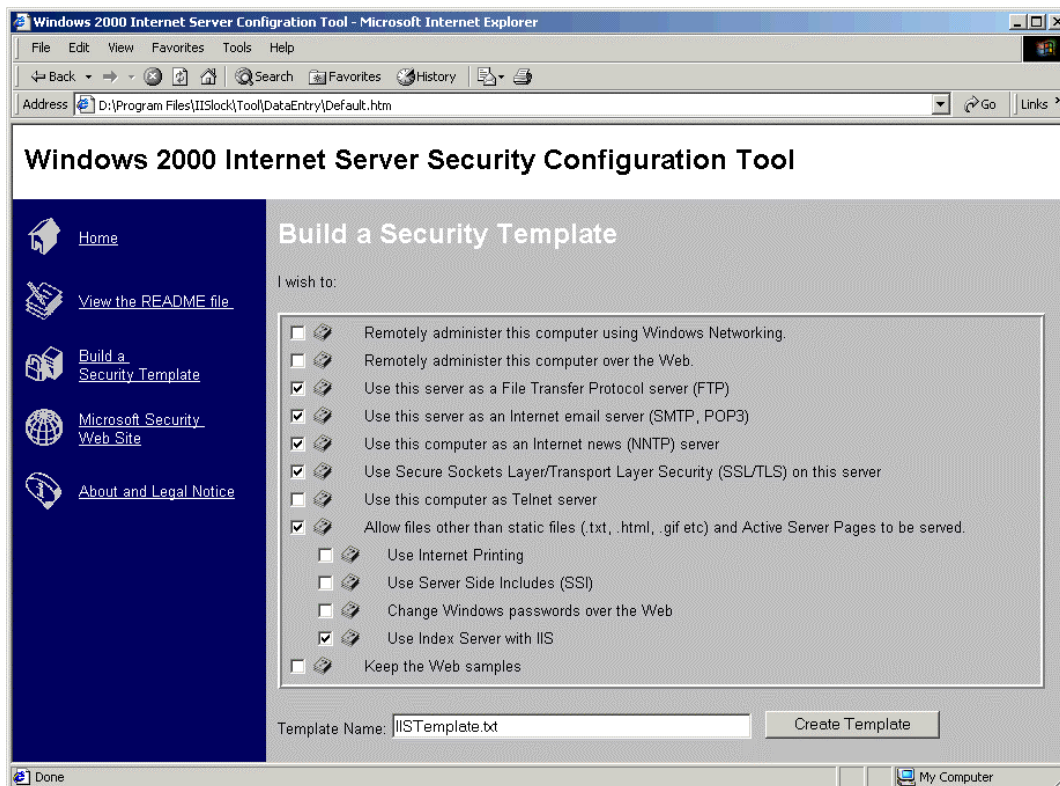 Windows 2000 Internet Server Configration Tool - Microsoft Internet Explorer
File Edit View Favorites Tools Help
Back Search Favorites History
Address D:\Program Files\IISlock\Tool\DataEntry\Default.htm Go Links
Windows 2000 Internet Server Security Configuration Tool
Home
View the README file
Build a
Security Template
Microsoft Security
Web Site
About and Legal Notice
Build a Security Template
I wish to:
Remotely administer this computer using Windows Networking.
Remotely administer this computer over the Web.
Use this server as a File Transfer Protocol server (FTP)
Use this server as an Internet email server (SMTP, POP3)
Use this computer as an Internet news (NNTP) server
Use Secure Sockets Layer/Transport Layer Security (SSL/TLS) on this server
Use this computer as Telnet server
Allow files other than static files (.txt, .html, .gif etc) and Active Server Pages to be served.
Use Internet Printing
Use Server Side Includes (SSI)
Change Windows passwords over the Web
Use Index Server with IIS
Keep the Web samples
Template Name: IISTemplate.txt Create Template
Done My Computer